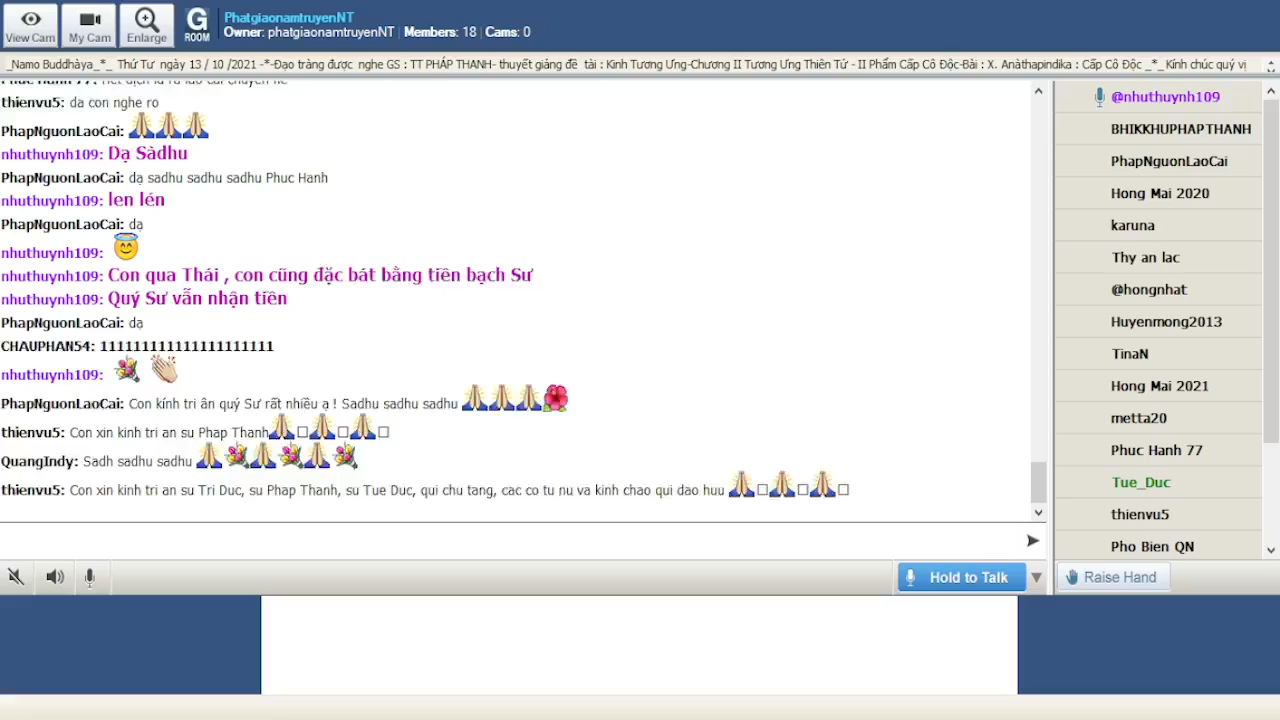 View Cam
My Cam
Enlarge
G
ROOM
PhatgiaonamtruyenNT
Owner: phatgiaonamtruyenNT | Members: 18 | Cams: 0
_Namo Buddhàya_*_ Thứ Tư ngày 13 / 10 /2021 -*-Đạo tràng được nghe GS : TT PHÁP THANH- thuyết giảng đề tài : Kinh Tương Ưng-Chương II Tương Ưng Thiên Tử - II Phẩm Cấp Cô Độc-Bài : X. Anàthapindika : Cấp Cô Độc _*_Kính chúc quý vị
thienvu5: da con nghe ro
PhapNguonLaoCai: 🙏🙏🙏
nhuthuynh109: Dạ Sàdhu
PhapNguonLaoCai: dạ sadhu sadhu sadhu Phuc Hanh
nhuthuynh109: len lén
PhapNguonLaoCai: dạ
nhuthuynh109: 😇
nhuthuynh109: Con qua Thái , con cũng đặc bát bằng tiền bạch Sư
nhuthuynh109: Quý Sư vẫn nhận tiền
PhapNguonLaoCai: dạ
CHAUPHAN54: 111111111111111111111
nhuthuynh109: 💐 👏
PhapNguonLaoCai: Con kính tri ân quý Sư rất nhiều ạ ! Sadhu sadhu sadhu 🙏🙏🙏🌺
thienvu5: Con xin kinh tri an su Phap Thanh🙏□🙏□🙏□
QuangIndy: Sadh sadhu sadhu 🙏💐🙏💐🙏💐
thienvu5: Con xin kinh tri an su Tri Duc, su Phap Thanh, su Tue Duc, qui chu tang, cac co tu nu va kinh chao qui dao huu 🙏□🙏□🙏□
Hold to Talk
@nhuthuynh109
BHIKKHUPHAPTHANH
PhapNguonLaoCai
Hong Mai 2020
karuna
Thy an lac
@hongnhat
Huyenmong2013
TinaN
Hong Mai 2021
metta20
Phuc Hanh 77
Tue_Duc
thienvu5
Pho Bien QN
Raise Hand